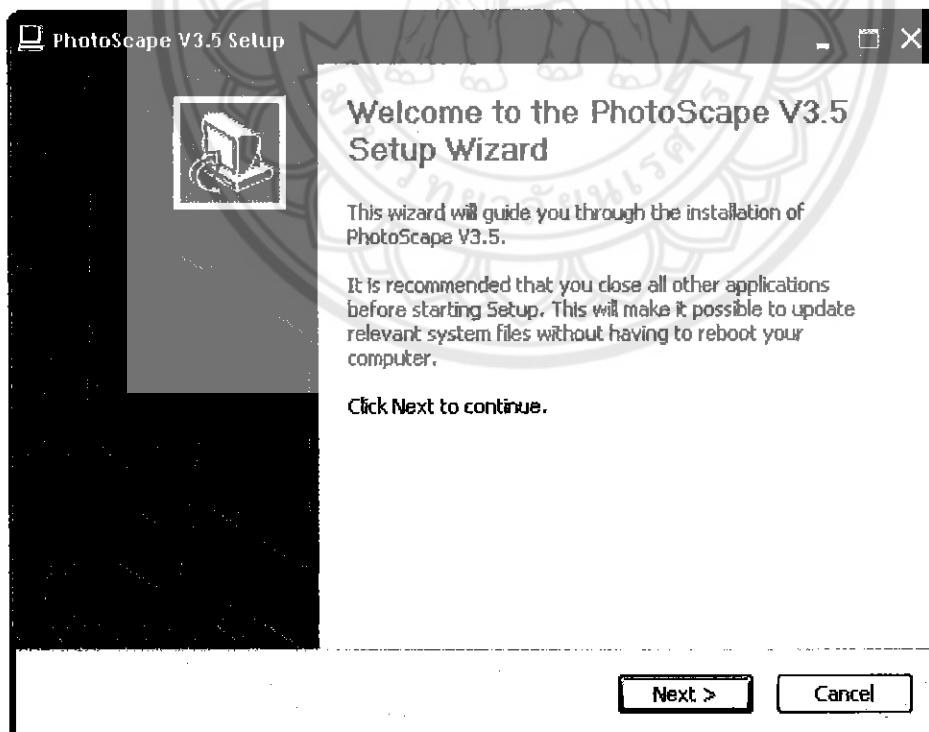 PhotoScape V3.5 Setup
Welcome to the PhotoScape V3.5
Setup Wizard
This wizard will guide you through the installation of
PhotoScape V3.5.
It is recommended that you close all other applications
before starting Setup. This will make it possible to update
relevant system files without having to reboot your
computer.
Click Next to continue.
Next >
Cancel